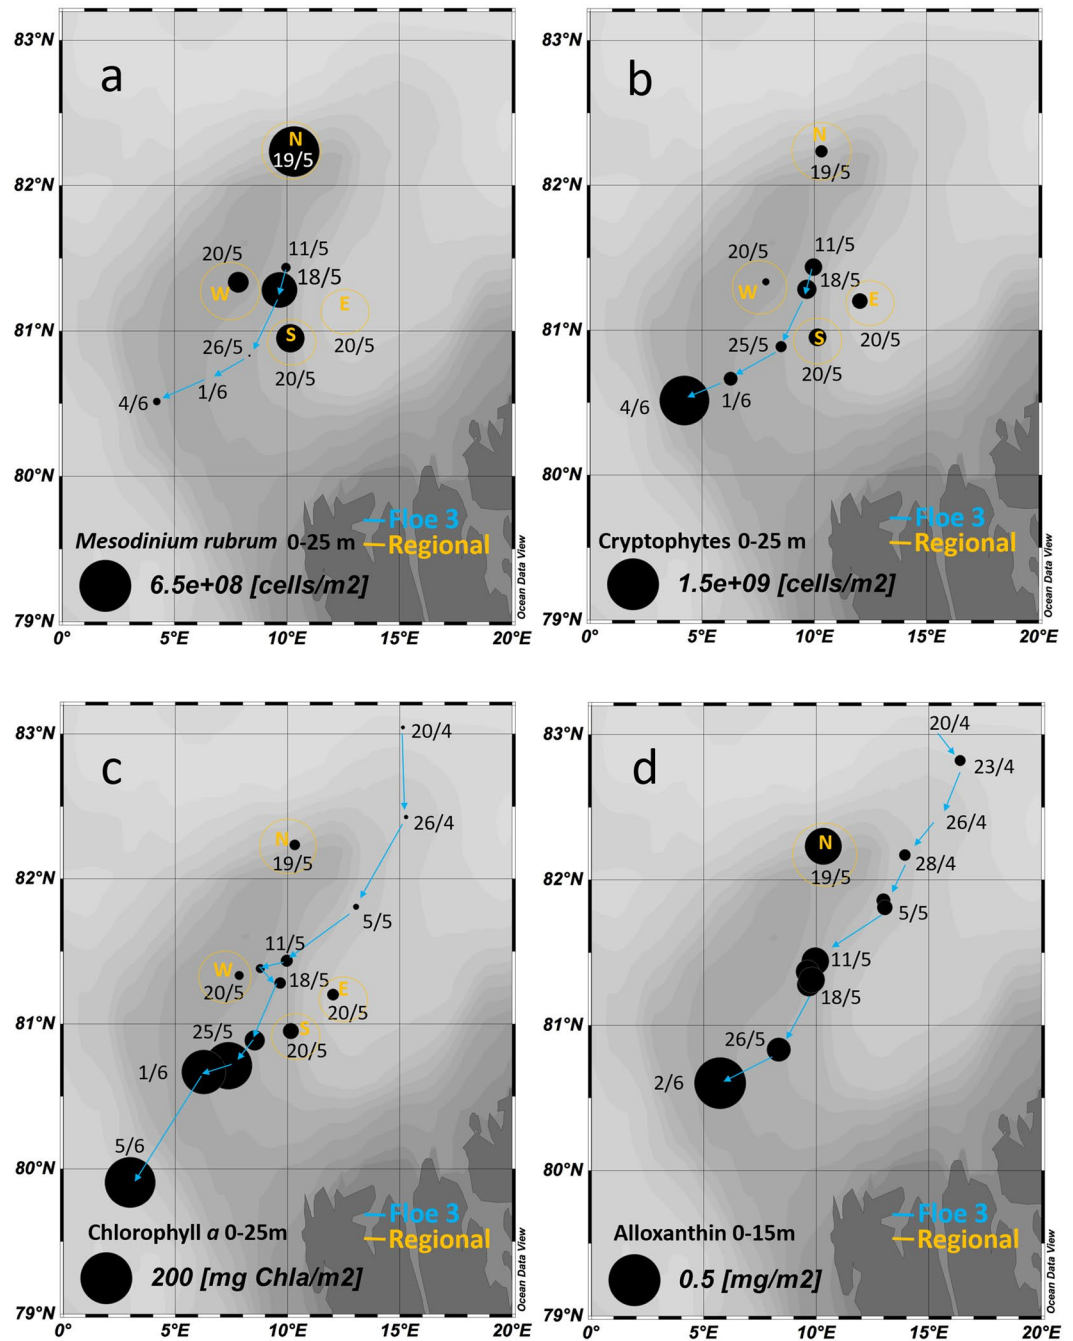 a
83°N
82°N
81°N
80°N
79°N
N
19/5
11/5
20/5
18/5
W
E
S
20/5
26/5
20/5
1/6
4/6
Floe 3
Mesodinium rubrum 0-25 m
Regional
6.5e+08 [cells/m2]
Ocean Data View
0° 5°E 10°E 15°E 20°E
b
83°N
82°N
81°N
80°N
79°N
N
19/5
11/5
20/5
18/5
W
E
25/5
S
20/5
20/5
1/6
4/6
Floe 3
Cryptophytes 0-25 m
Regional
1.5e+09 [cells/m2]
Ocean Data View
0° 5°E 10°E 15°E 20°E
c
83°N
82°N
81°N
80°N
79°N
20/4
26/4
N
19/5
5/5
11/5
W
18/5
20/5
E
20/5
25/5
S
20/5
1/6
5/6
Floe 3
Chlorophyll a 0-25m
Regional
200 [mg Chla/m2]
Ocean Data View
0° 5°E 10°E 15°E 20°E
d
83°N
82°N
81°N
80°N
79°N
20/4
23/4
26/4
N
28/4
19/5
5/5
11/5
18/5
26/5
2/6
Floe 3
Alloxanthin 0-15m
Regional
0.5 [mg/m2]
Ocean Data View
0° 5°E 10°E 15°E 20°E